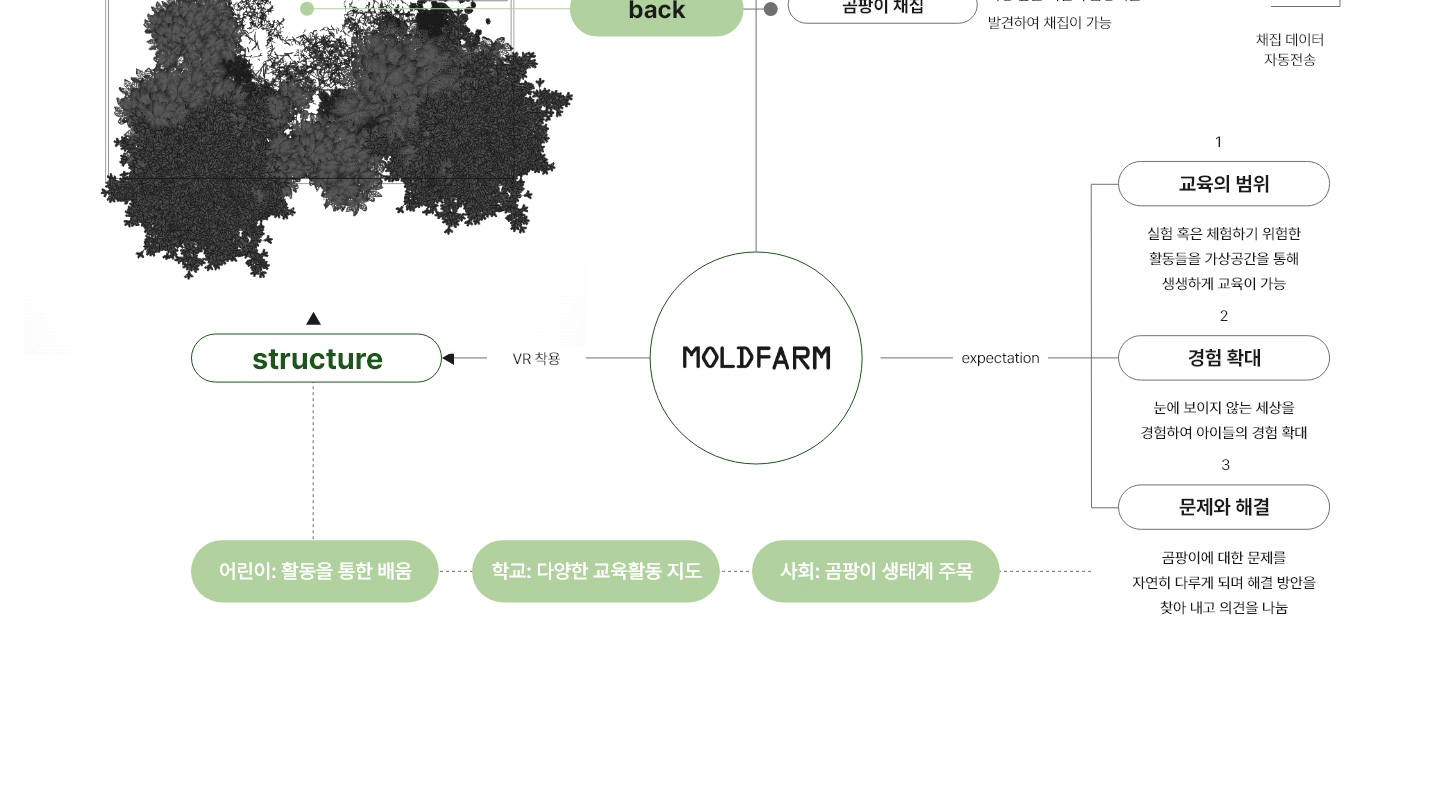 back
곰팡이 채집
발견하여 채집이 가능
채집 데이터
자동전송
1
교육의 범위
실험 혹은 체험하기 위험한
활동들을 가상공간을 통해
생생하게 교육이 가능
2
structure
VR 착용
MOLDFARM
expectation
경험 확대
눈에 보이지 않는 세상을
경험하여 아이들의 경험 확대
3
문제와 해결
곰팡이에 대한 문제를
자연히 다루게 되며 해결 방안을
찾아 내고 의견을 나눔
어린이: 활동을 통한 배움
학교: 다양한 교육활동 지도
사회: 곰팡이 생태계 주목